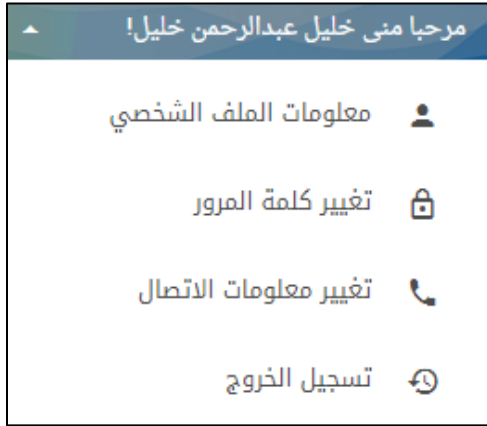 مرحبا منى خليل عبدالرحمن خليل!
معلومات الملف الشخصي
تغيير كلمة المرور
تغيير معلومات الاتصال
تسجيل الخروج